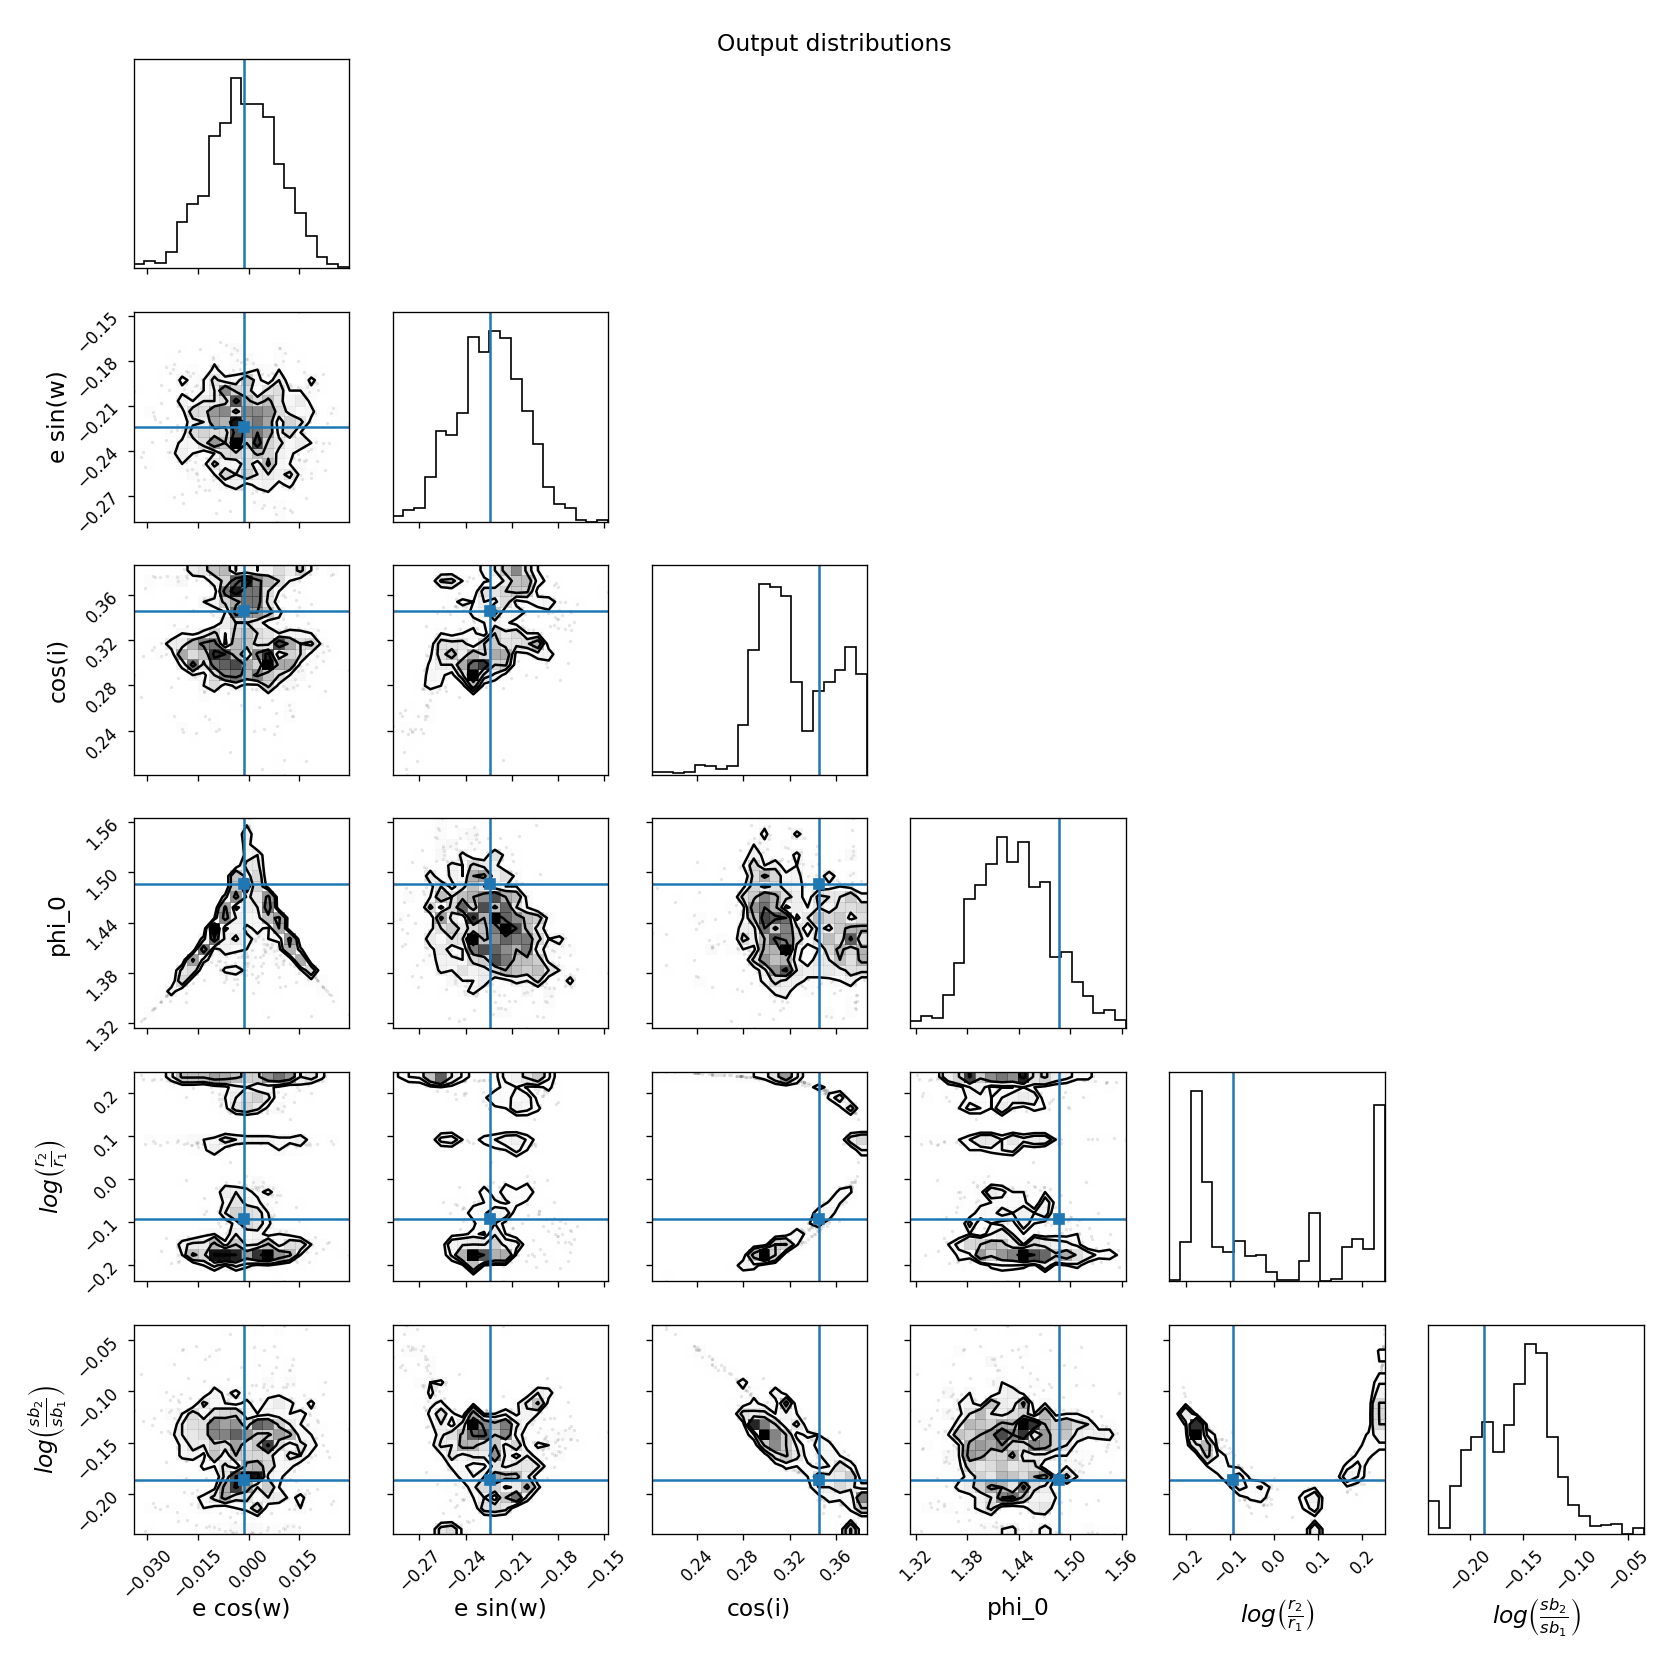 Output distributions
−0.15
−0.18
−0.21
−0.24
−0.27
e sin(w)
0.36
0.32
0.28
0.24
cos(i)
1.56
1.50
1.44
1.38
1.32
phi_0
0.2
0.1
0.0
−0.1
−0.2
log(r2/r1)
−0.05
−0.10
−0.15
−0.20
log(sb2/sb1)
−0.030 −0.015 0.000 0.015
−0.27 −0.24 −0.21 −0.18 −0.15
0.24 0.28 0.32 0.36
1.32 1.38 1.44 1.50 1.56
−0.2 −0.1 0.0 0.1 0.2
−0.20 −0.15 −0.10 −0.05
e cos(w) e sin(w) cos(i) phi_0 log(r2/r1) log(sb2/sb1)